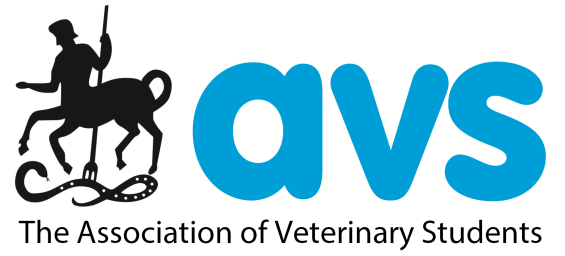 avs
The Association of Veterinary Students